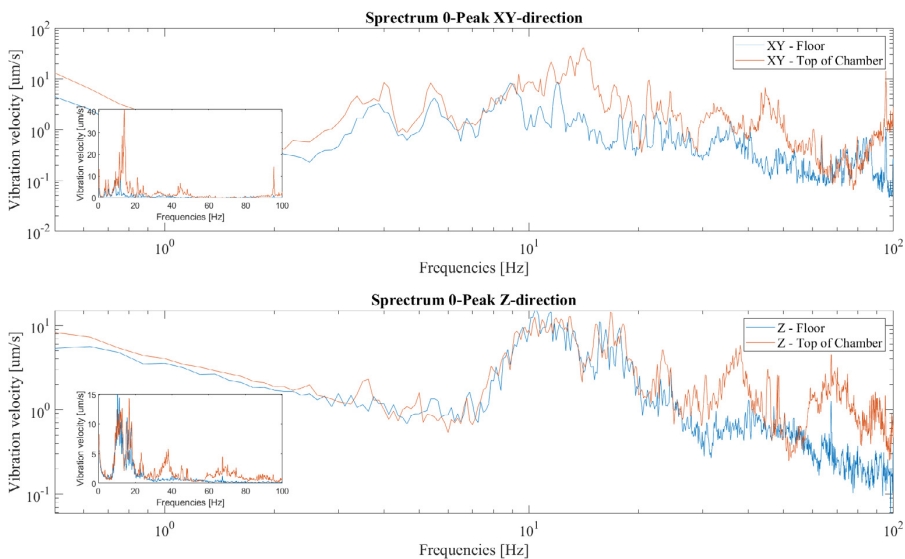 Sprectrum 0-Peak XY-direction
10^2
10^1
10^0
10^-1
10^-2
Vibration velocity [um/s]
XY - Floor
XY - Top of Chamber
40
30
20
10
0
Vibration velocity [um/s]
0 20 40 60 80 100
Frequencies [Hz]
10^0 10^1 10^2
Frequencies [Hz]
Sprectrum 0-Peak Z-direction
10^1
10^0
10^-1
Vibration velocity [um/s]
Z - Floor
Z - Top of Chamber
15
10
5
0
Vibration velocity [um/s]
0 20 40 60 80 100
Frequencies [Hz]
10^0 10^1 10^2
Frequencies [Hz]